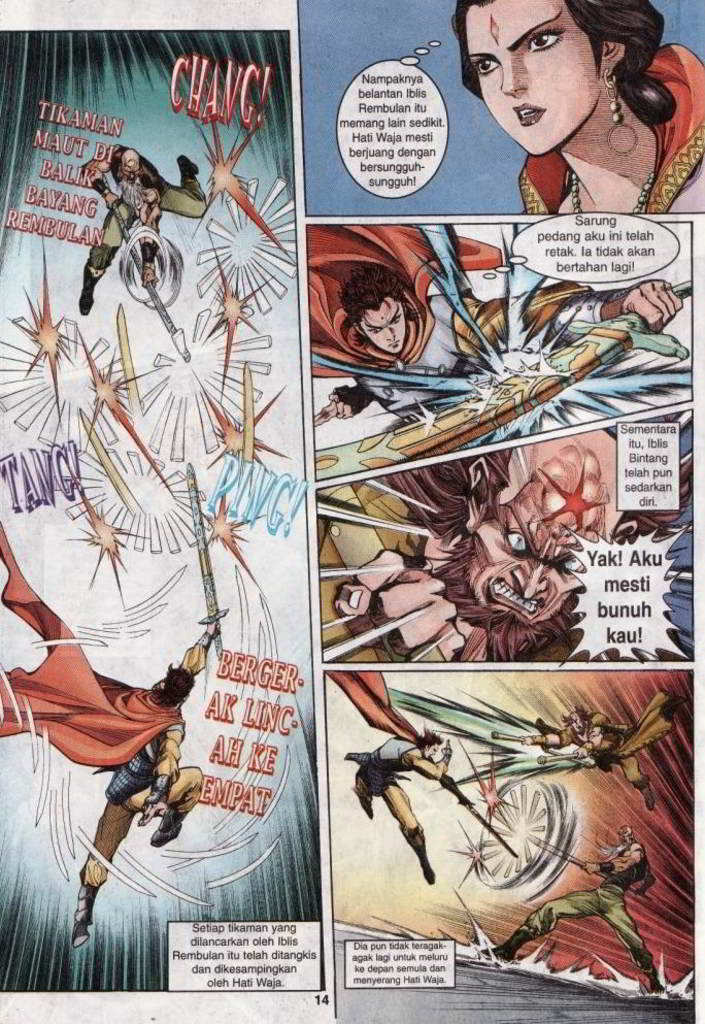 CHANG!
TIKAMAN
MAUT DI
BALIK
BAYANG
REMBULAN
TANG!
PING!
BERGER-
AK LINC-
AH KE
EMPAT
Setiap tikaman yang
dilancarkan oleh Iblis
Rembulan itu telah ditangkis
dan dikesampingkan
oleh Hati Waja.
Nampaknya
belantan Iblis
Rembulan itu
memang lain sedikit.
Hati Waja mesti
berjuang dengan
bersungguh-
sungguh!
Sarung
pedang aku ini telah
retak. Ia tidak akan
bertahan lagi!
Sementara
itu, Iblis
Bintang
telah pun
sedarkan
diri.
Yak! Aku
mesti
bunuh
kau!
Dia pun tidak teragak-
agak lagi untuk meluru
ke depan semula dan
menyerang Hati Waja.
14